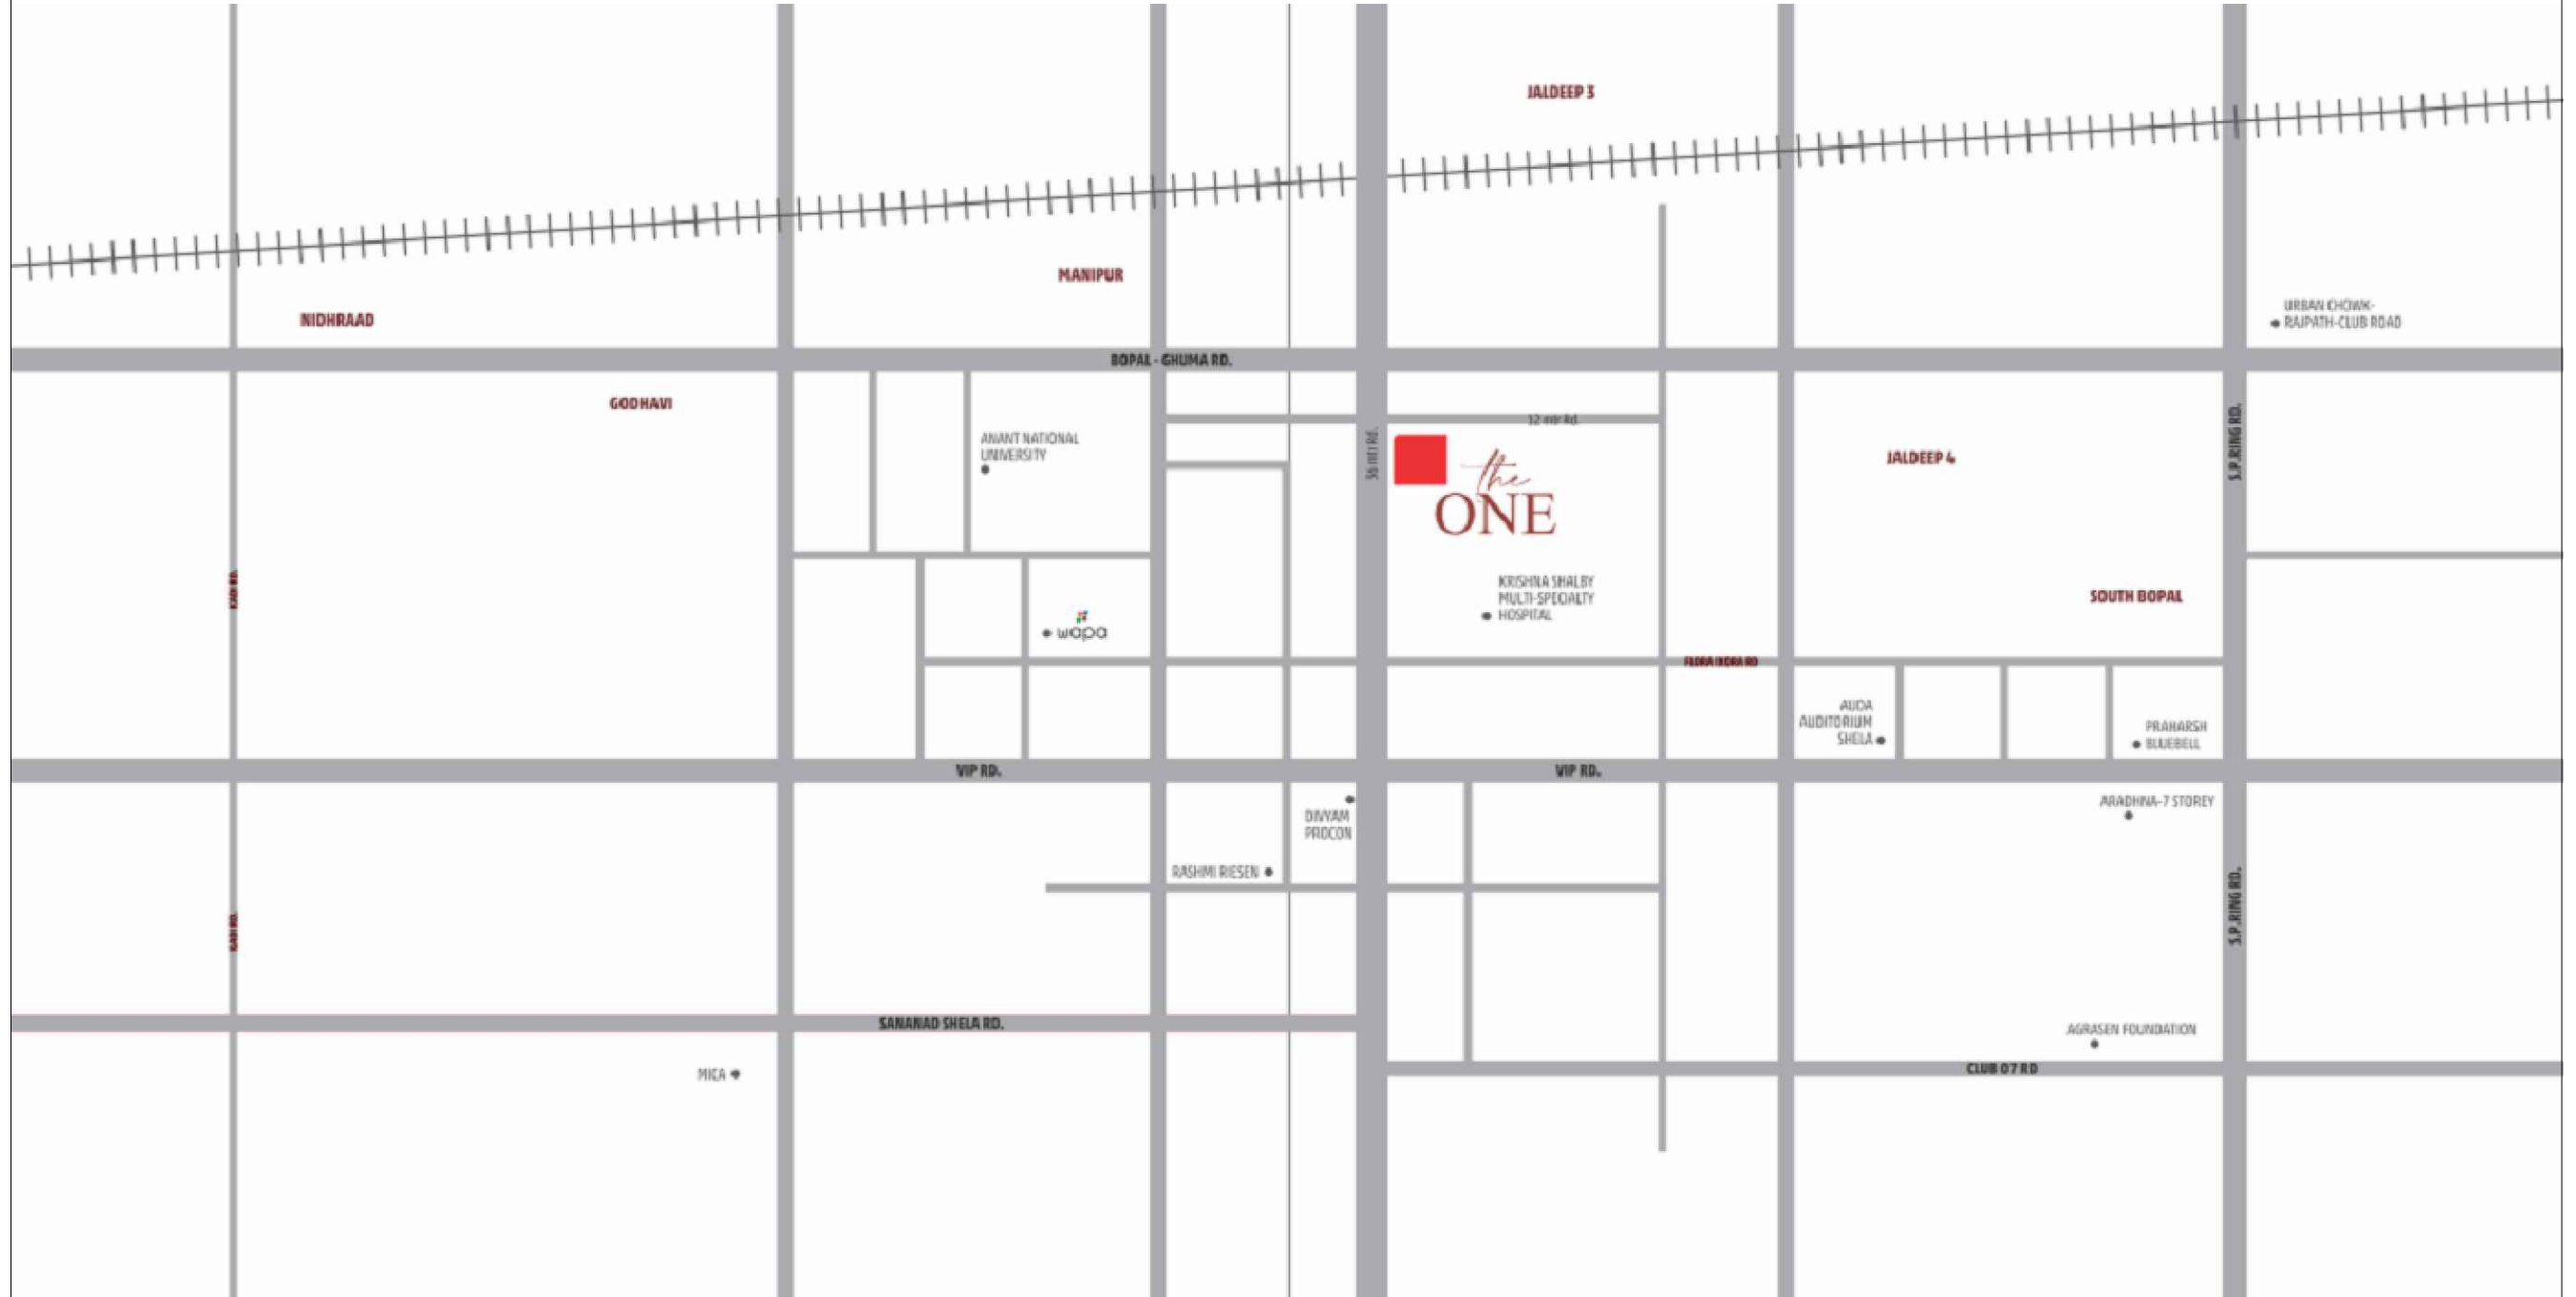 JALDEEP 3
MANIPUR
NIDHRAAD
URBAN CHOWK-
RAJPATH-CLUB ROAD
BOPAL - GHUMA RD.
GODHAVI
12 mtr Rd.
ANANT NATIONAL
UNIVERSITY
36 mtr Rd.
the
ONE
JALDEEP 4
S.P.RING RD.
KRISHNA SHALBY
MULTI-SPECIALTY
HOSPITAL
SOUTH BOPAL
wapa
AUDA
AUDITORIUM
SHELA
PRAHARSH
BLUEBELL
VIP RD.
VIP RD.
DIVYAM
PROCON
ARADHNA-7 STOREY
RASHMI RIESEN
S.P.RING RD.
SANANAD SHELA RD.
AGRASEN FOUNDATION
MICA
CLUB 07 RD